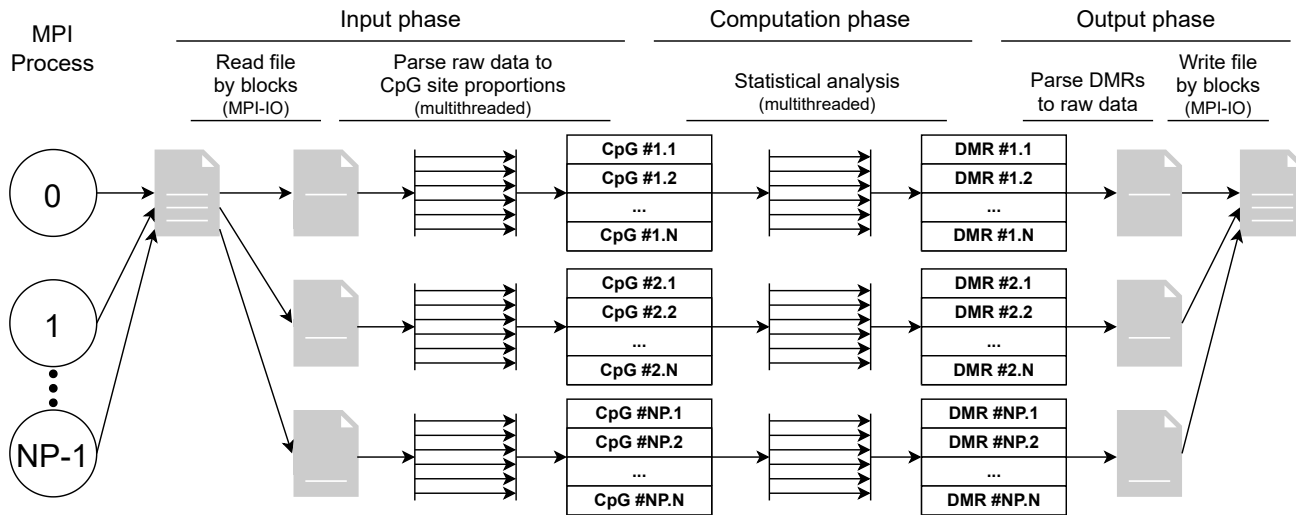 MPI
Process
Input phase
Computation phase
Output phase
Read file
by blocks
(MPI-IO)
Parse raw data to
CpG site proportions
(multithreaded)
Statistical analysis
(multithreaded)
Parse DMRs
to raw data
Write file
by blocks
(MPI-IO)
0
CpG #1.1
CpG #1.2
...
CpG #1.N
DMR #1.1
DMR #1.2
...
DMR #1.N
1
CpG #2.1
CpG #2.2
...
CpG #2.N
DMR #2.1
DMR #2.2
...
DMR #2.N
NP-1
CpG #NP.1
CpG #NP.2
...
CpG #NP.N
DMR #NP.1
DMR #NP.2
...
DMR #NP.N